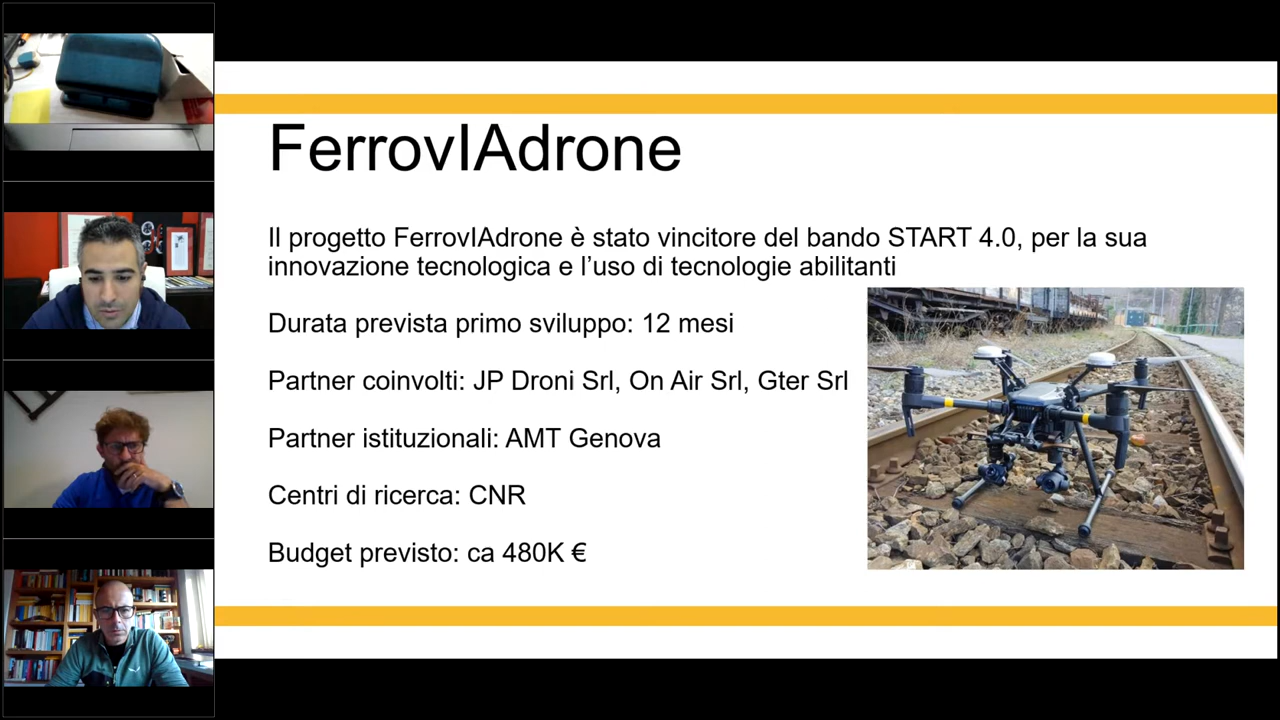 FerrovIAdrone
Il progetto FerrovIAdrone è stato vincitore del bando START 4.0, per la sua
innovazione tecnologica e l’uso di tecnologie abilitanti
Durata prevista primo sviluppo: 12 mesi
Partner coinvolti: JP Droni Srl, On Air Srl, Gter Srl
Partner istituzionali: AMT Genova
Centri di ricerca: CNR
Budget previsto: ca 480K €